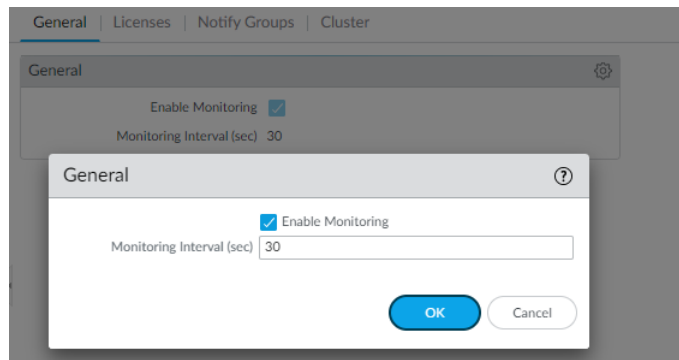 General | Licenses | Notify Groups | Cluster
General
Enable Monitoring
Monitoring Interval (sec) 30
General ?
Enable Monitoring
Monitoring Interval (sec) 30
OK Cancel